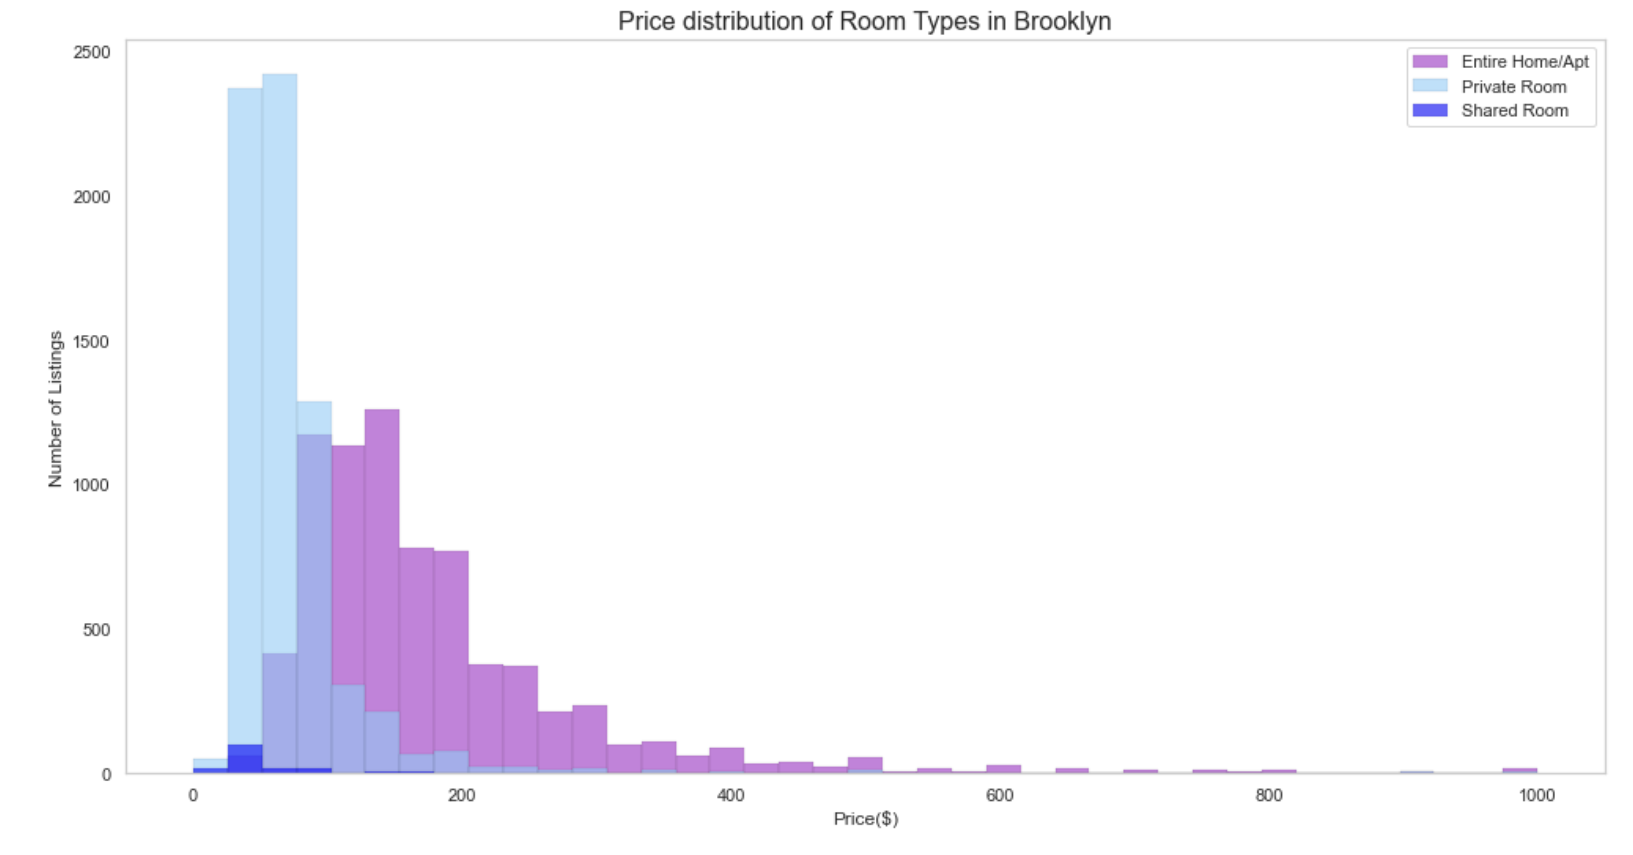 Price distribution of Room Types in Brooklyn
Entire Home/Apt
Private Room
Shared Room
Number of Listings
2500
2000
1500
1000
500
0
0 200 400 600 800 1000
Price($)